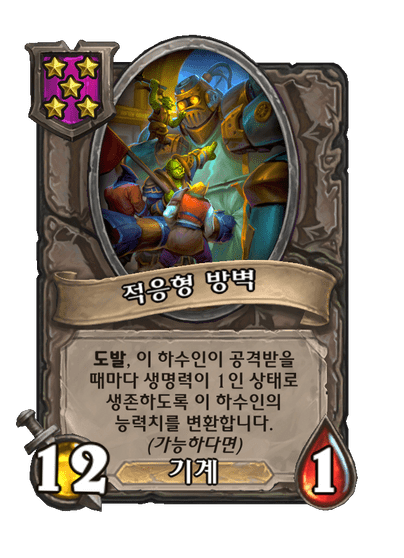 적응형 방벽
도발, 이 하수인이 공격받을
때마다 생명력이 1인 상태로
생존하도록 이 하수인의
능력치를 변환합니다.
(가능하다면)
12
기계
1